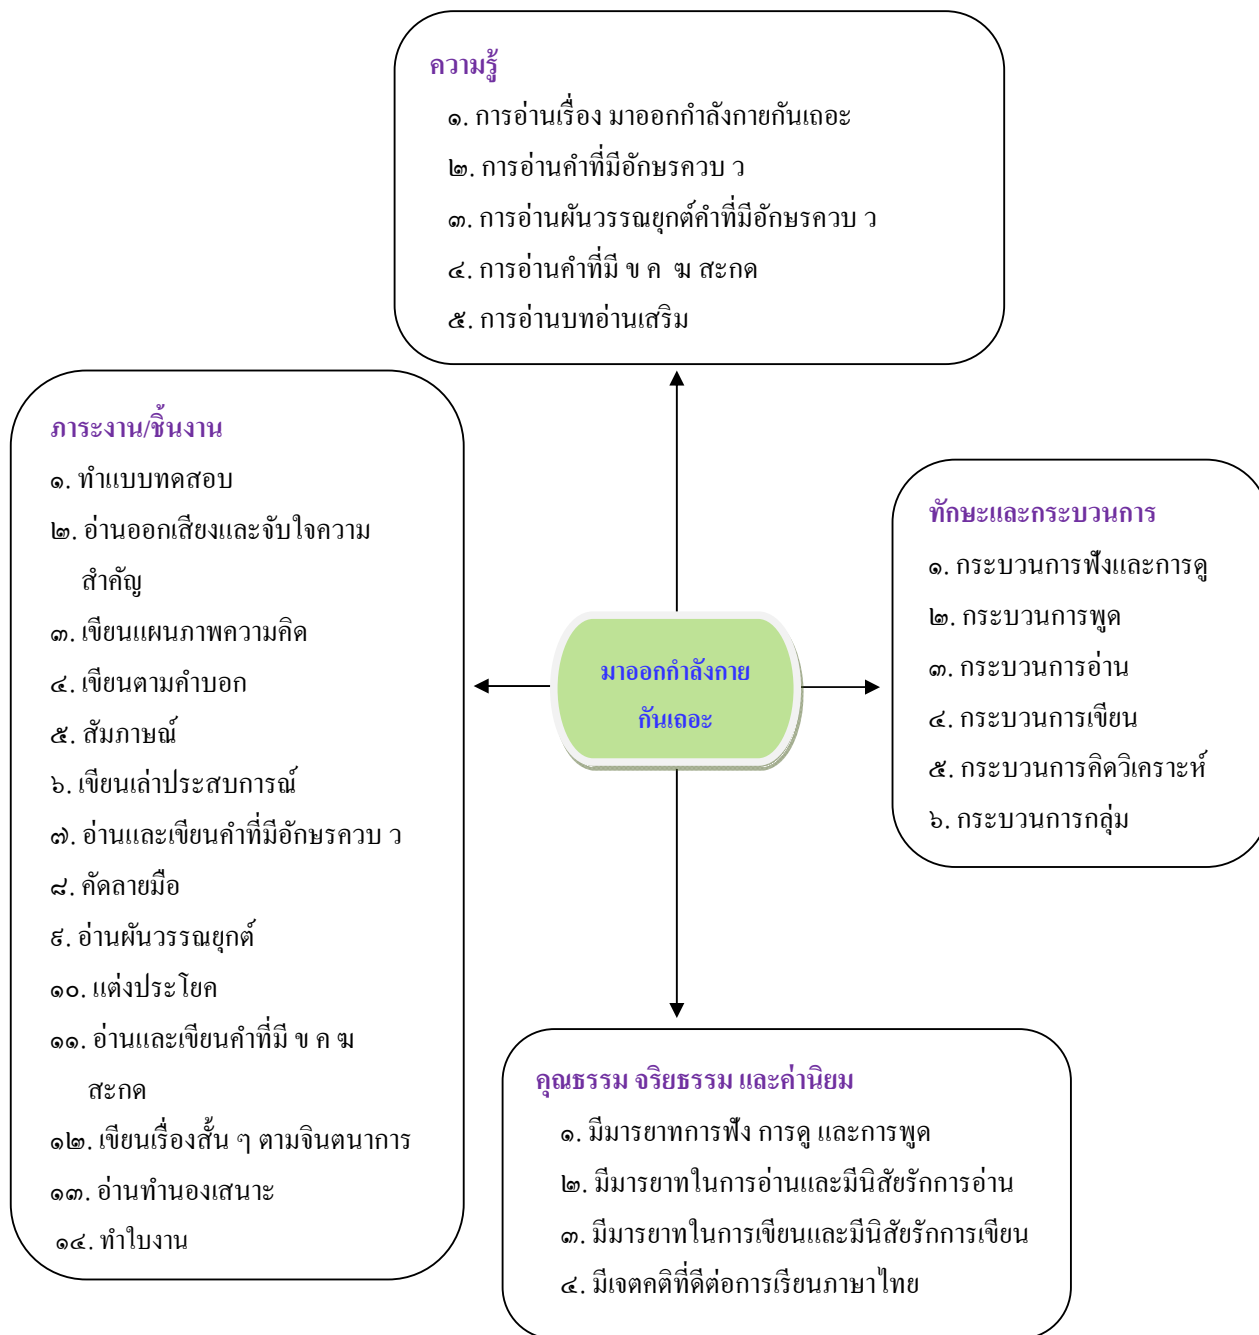 ความรู้
๑. การอ่านเรื่อง มาออกกำลังกายกันเถอะ
๒. การอ่านคำที่มีอักษรควบ ว
๓. การอ่านผันวรรณยุกต์คำที่มีอักษรควบ ว
๔. การอ่านคำที่มี ข ค ฆ สะกด
๕. การอ่านบทอ่านเสริม
ภาระงาน/ชิ้นงาน
๑. ทำแบบทดสอบ
๒. อ่านออกเสียงและจับใจความ
สำคัญ
๓. เขียนแผนภาพความคิด
๔. เขียนตามคำบอก
๕. สัมภาษณ์
๖. เขียนเล่าประสบการณ์
๗. อ่านและเขียนคำที่มีอักษรควบ ว
๘. คัดลายมือ
๙. อ่านผันวรรณยุกต์
๑๐. แต่งประโยค
๑๑. อ่านและเขียนคำที่มี ข ค ฆ
สะกด
๑๒. เขียนเรื่องสั้น ๆ ตามจินตนาการ
๑๓. อ่านทำนองเสนาะ
๑๔. ทำใบงาน
มาออกกำลังกาย
กันเถอะ
ทักษะและกระบวนการ
๑. กระบวนการฟังและการดู
๒. กระบวนการพูด
๓. กระบวนการอ่าน
๔. กระบวนการเขียน
๕. กระบวนการคิดวิเคราะห์
๖. กระบวนการกลุ่ม
คุณธรรม จริยธรรม และค่านิยม
๑. มีมารยาทการฟัง การดู และการพูด
๒. มีมารยาทในการอ่านและมีนิสัยรักการอ่าน
๓. มีมารยาทในการเขียนและมีนิสัยรักการเขียน
๔. มีเจตคติที่ดีต่อการเรียนภาษาไทย